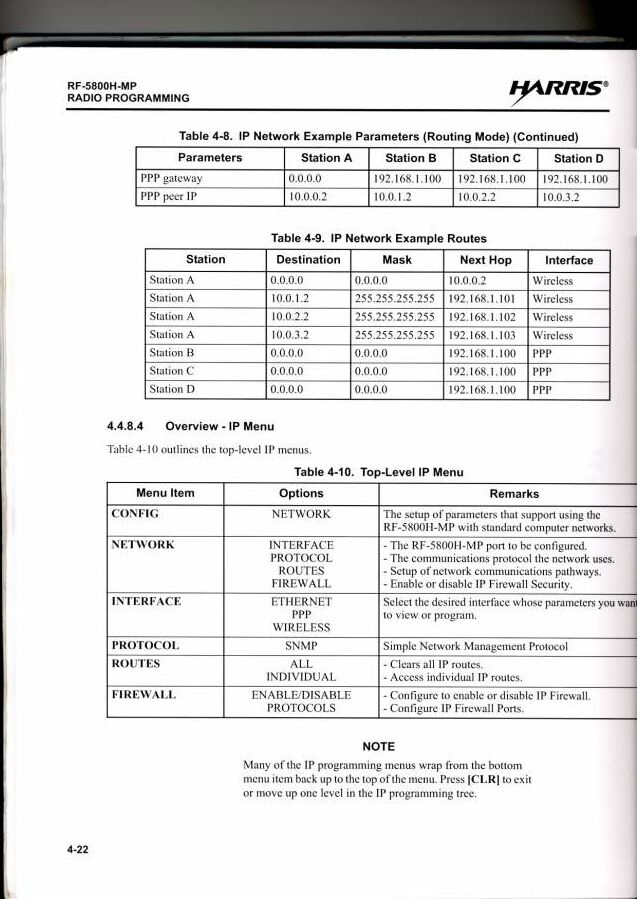 RF-5800H-MP
RADIO PROGRAMMING
HARRIS®
Table 4-8. IP Network Example Parameters (Routing Mode) (Continued)
Parameters Station A Station B Station C Station D
PPP gateway 0.0.0.0 192.168.1.100 192.168.1.100 192.168.1.100
PPP peer IP 10.0.0.2 10.0.1.2 10.0.2.2 10.0.3.2
Table 4-9. IP Network Example Routes
Station Destination Mask Next Hop Interface
Station A 0.0.0.0 0.0.0.0 10.0.0.2 Wireless
Station A 10.0.1.2 255.255.255.255 192.168.1.101 Wireless
Station A 10.0.2.2 255.255.255.255 192.168.1.102 Wireless
Station A 10.0.3.2 255.255.255.255 192.168.1.103 Wireless
Station B 0.0.0.0 0.0.0.0 192.168.1.100 PPP
Station C 0.0.0.0 0.0.0.0 192.168.1.100 PPP
Station D 0.0.0.0 0.0.0.0 192.168.1.100 PPP
4.4.8.4 Overview - IP Menu
Table 4-10 outlines the top-level IP menus.
Table 4-10. Top-Level IP Menu
Menu Item Options Remarks
CONFIG NETWORK The setup of parameters that support using the
RF-5800H-MP with standard computer networks.
NETWORK INTERFACE - The RF-5800H-MP port to be configured.
PROTOCOL - The communications protocol the network uses.
ROUTES - Setup of network communications pathways.
FIREWALL - Enable or disable IP Firewall Security.
INTERFACE ETHERNET Select the desired interface whose parameters you want
PPP to view or program.
WIRELESS
PROTOCOL SNMP Simple Network Management Protocol
ROUTES ALL - Clears all IP routes.
INDIVIDUAL - Access individual IP routes.
FIREWALL ENABLE/DISABLE - Configure to enable or disable IP Firewall.
PROTOCOLS - Configure IP Firewall Ports.
NOTE
Many of the IP programming menus wrap from the bottom
menu item back up to the top of the menu. Press [CLR] to exit
or move up one level in the IP programming tree.
4-22